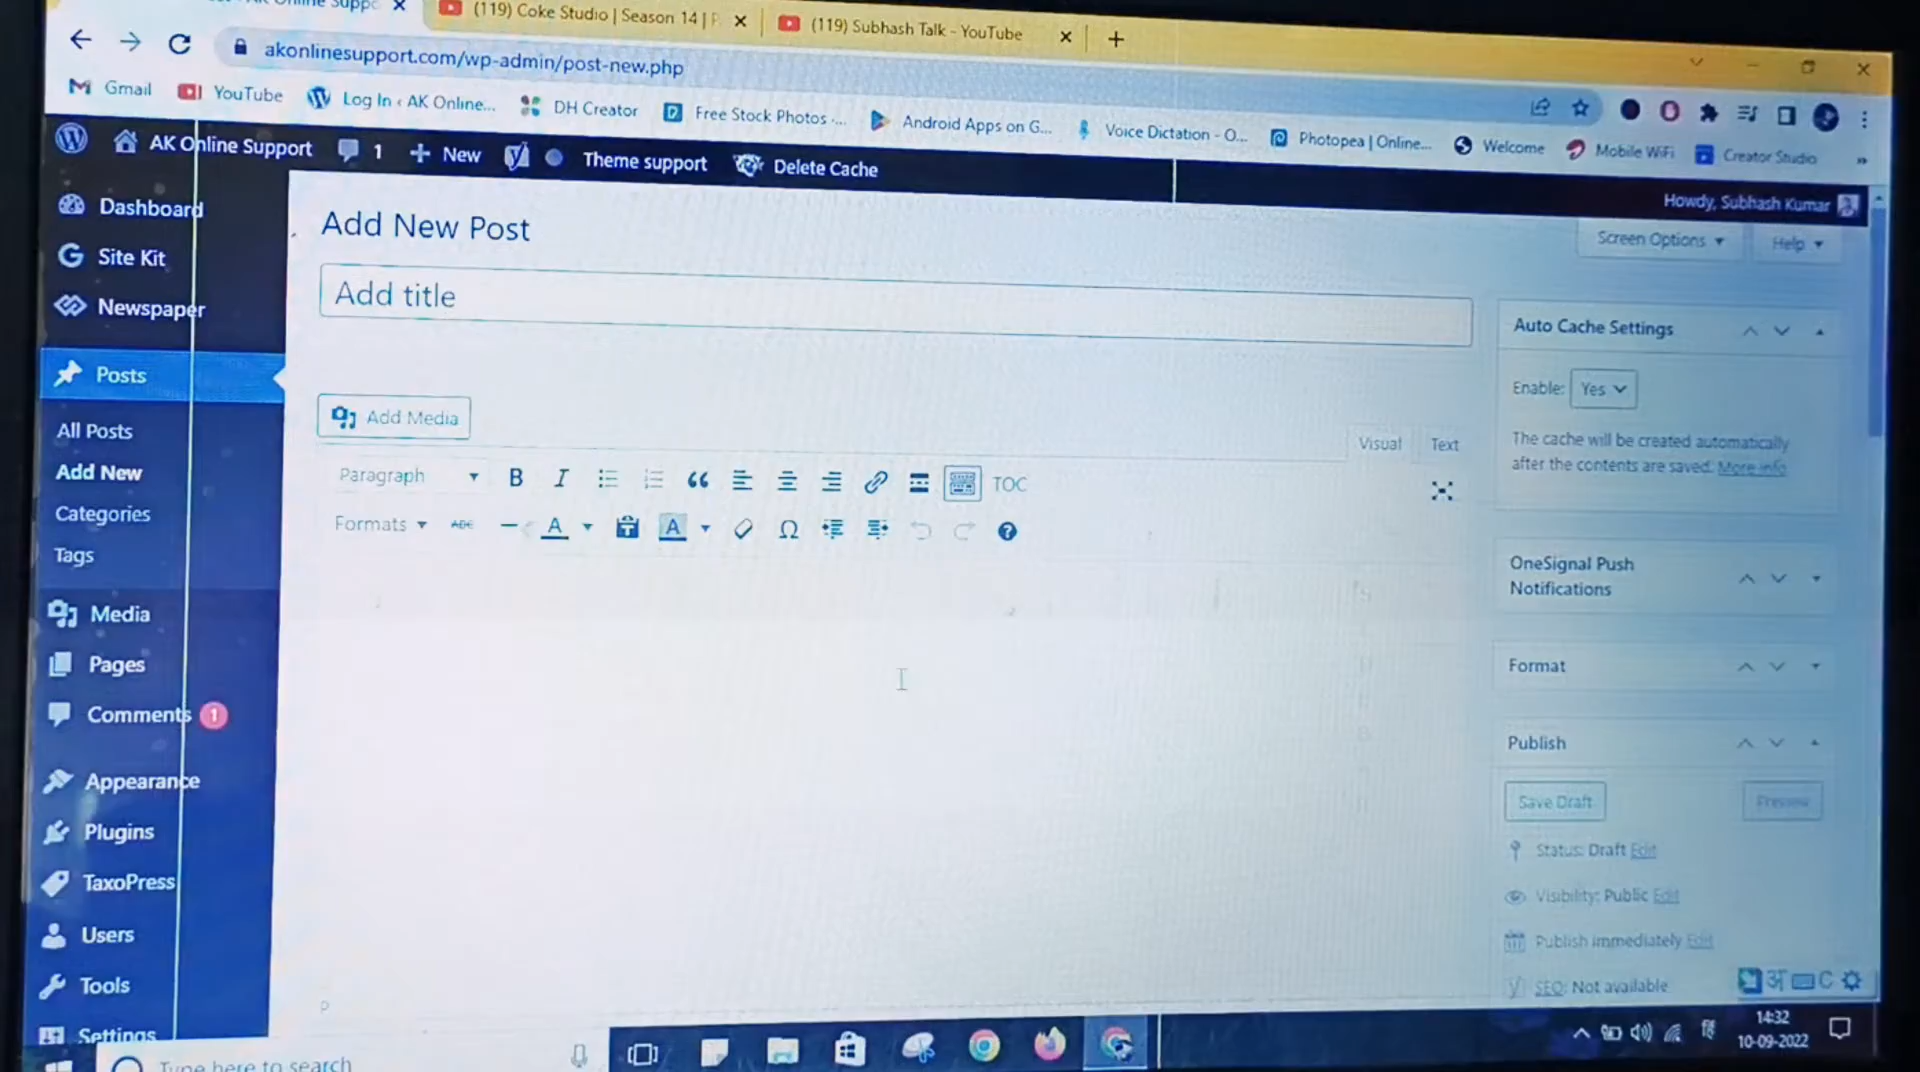 (119) Coke Studio | Season 14 | P
(119) Subhash Talk - YouTube
akonlinesupport.com/wp-admin/post-new.php
Gmail
YouTube
Log In ‹ AK Online...
DH Creator
Free Stock Photos ·...
Android Apps on G...
Voice Dictation - O...
Photopea | Online...
Welcome
Mobile WiFi
Creator Studio
»
AK Online Support
1
+ New
Theme support
Delete Cache
Howdy, Subhash Kumar
Dashboard
Site Kit
Newspaper
Posts
All Posts
Add New
Categories
Tags
Media
Pages
Comments 1
Appearance
Plugins
TaxoPress
Users
Tools
Settings
Add New Post
Screen Options
Help
Add title
Add Media
Visual
Text
Paragraph
B
I
TOC
Formats
ABC
A
A
Ω
Auto Cache Settings
Enable: Yes
The cache will be created automatically
after the contents are saved. More info
OneSignal Push
Notifications
Format
Publish
Save Draft
Preview
Status: Draft Edit
Visibility: Public Edit
Publish immediately Edit
SEO: Not available
अ
C
P
Type here to search
14:32
10-09-2022